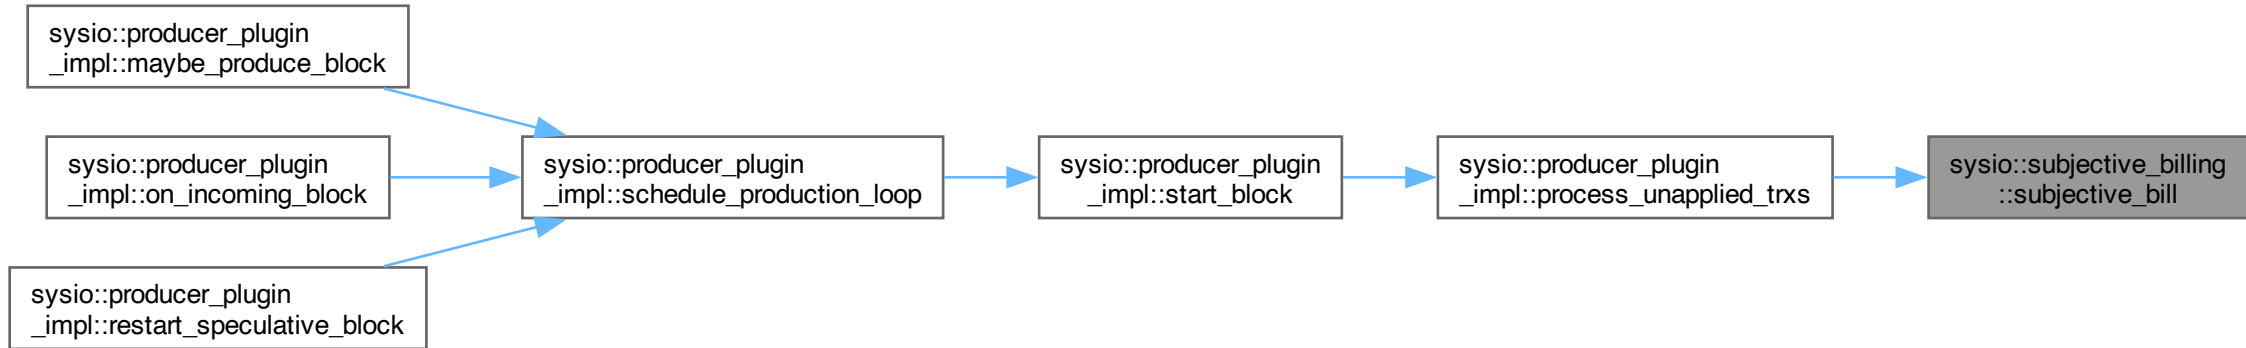 sysio::producer_plugin
_impl::maybe_produce_block
sysio::producer_plugin
_impl::on_incoming_block
sysio::producer_plugin
_impl::restart_speculative_block
sysio::producer_plugin
_impl::schedule_production_loop
sysio::producer_plugin
_impl::start_block
sysio::producer_plugin
_impl::process_unapplied_trxs
sysio::subjective_billing
::subjective_bill